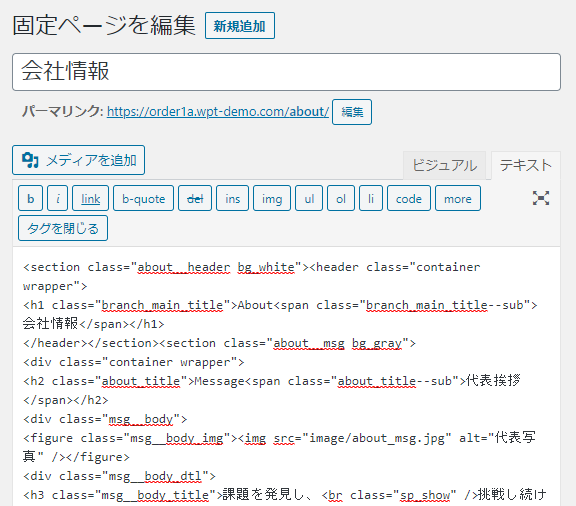 固定ページを編集 新規追加
会社情報
パーマリンク: https://order1a.wpt-demo.com/about/ 編集
メディアを追加 ビジュアル テキスト
b i link b-quote del ins img ul ol li code more
タグを閉じる
<section class="about__header bg_white"><header class="container
wrapper">
<h1 class="branch_main_title">About<span class="branch_main_title--sub">
会社情報</span></h1>
</header></section><section class="about__msg bg_gray">
<div class="container wrapper">
<h2 class="about_title">Message<span class="about_title--sub">代表挨拶
</span></h2>
<div class="msg__body">
<figure class="msg__body_img"><img src="image/about_msg.jpg" alt="代表写
真" /></figure>
<div class="msg__body_dtl">
<h3 class="msg__body_title">課題を発見し、<br class="sp_show" />挑戦し続け